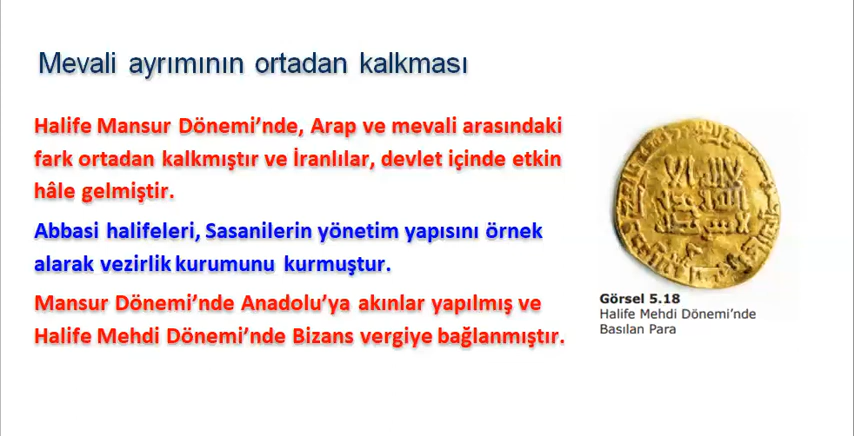 Mevali ayrımının ortadan kalkması
Halife Mansur Dönemi’nde, Arap ve mevali arasındaki
fark ortadan kalkmıştır ve İranlılar, devlet içinde etkin
hâle gelmiştir.
Abbasi halifeleri, Sasanilerin yönetim yapısını örnek
alarak vezirlik kurumunu kurmuştur.
Mansur Dönemi’nde Anadolu’ya akınlar yapılmış ve
Halife Mehdi Dönemi’nde Bizans vergiye bağlanmıştır.
Görsel 5.18
Halife Mehdi Dönemi’nde
Basılan Para